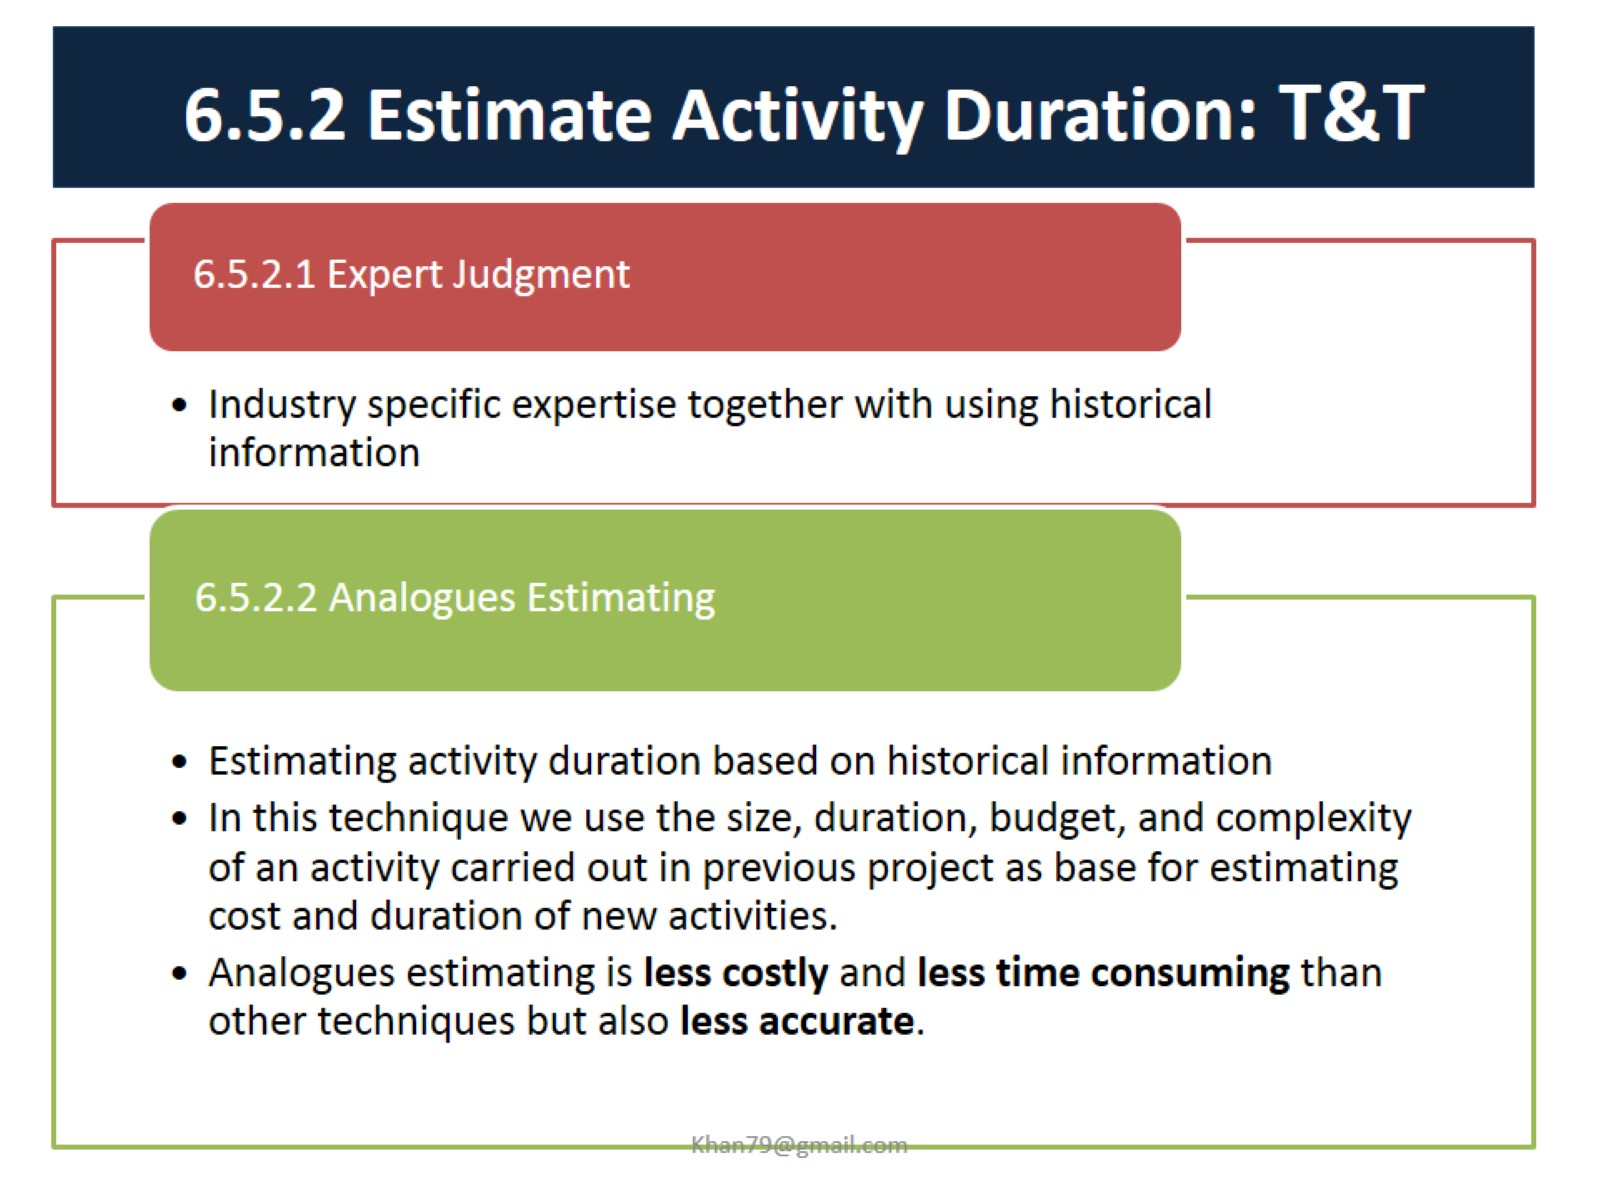 6.5.2 Estimate Activity Duration: T&T
6.5.2.1 Expert Judgment
• Industry specific expertise together with using historical
information
6.5.2.2 Analogues Estimating
• Estimating activity duration based on historical information
• In this technique we use the size, duration, budget, and complexity
of an activity carried out in previous project as base for estimating
cost and duration of new activities.
• Analogues estimating is less costly and less time consuming than
other techniques but also less accurate.
Khan79@gmail.com